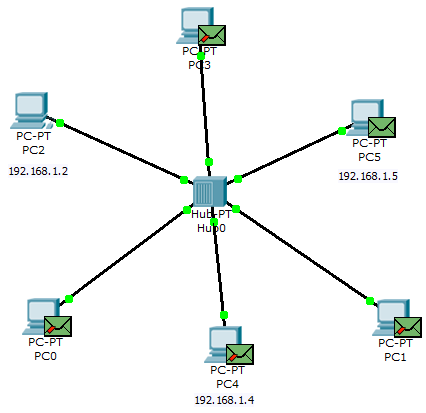 PC-PT
PC3
PC-PT
PC2
192.168.1.2
PC-PT
PC5
192.168.1.5
Hub-PT
Hub0
PC-PT
PC0
PC-PT
PC4
192.168.1.4
PC-PT
PC1